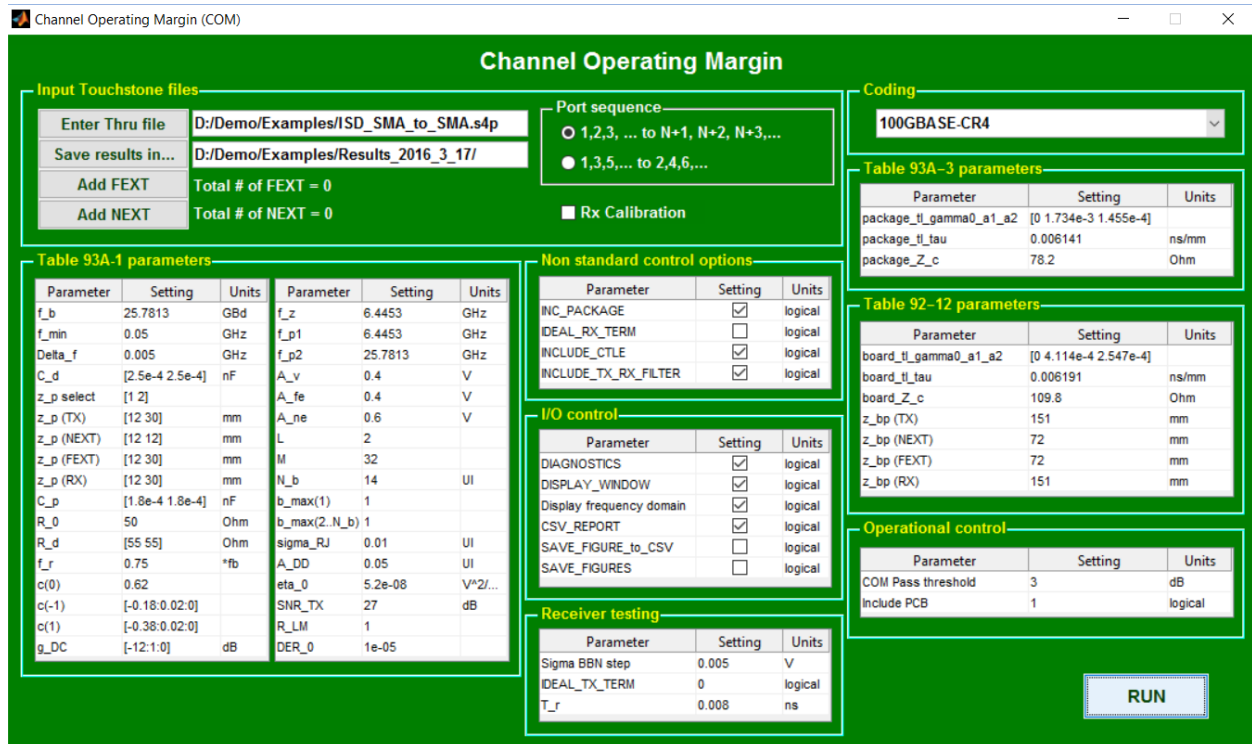 Channel Operating Margin (COM)
Channel Operating Margin
Input Touchstone files
Enter Thru file D:/Demo/Examples/ISD_SMA_to_SMA.s4p
Save results in... D:/Demo/Examples/Results_2016_3_17/
Add FEXT Total # of FEXT = 0
Add NEXT Total # of NEXT = 0
Port sequence
1,2,3, ... to N+1, N+2, N+3,...
1,3,5,... to 2,4,6,...
Rx Calibration
Coding
100GBASE-CR4
Table 93A-1 parameters
Parameter Setting Units Parameter Setting Units
f_b 25.7813 GBd f_z 6.4453 GHz
f_min 0.05 GHz f_p1 6.4453 GHz
Delta_f 0.005 GHz f_p2 25.7813 GHz
C_d [2.5e-4 2.5e-4] nF A_v 0.4 V
z_p select [1 2] A_fe 0.4 V
z_p (TX) [12 30] mm A_ne 0.6 V
z_p (NEXT) [12 12] mm L 2
z_p (FEXT) [12 30] mm M 32
z_p (RX) [12 30] mm N_b 14 UI
C_p [1.8e-4 1.8e-4] nF b_max(1) 1
R_0 50 Ohm b_max(2..N_b) 1
R_d [55 55] Ohm sigma_RJ 0.01 UI
f_r 0.75 *fb A_DD 0.05 UI
c(0) 0.62 eta_0 5.2e-08 V^2/...
c(-1) [-0.18:0.02:0] SNR_TX 27 dB
c(1) [-0.38:0.02:0] R_LM 1
g_DC [-12:1:0] dB DER_0 1e-05
Non standard control options
Parameter Setting Units
INC_PACKAGE logical
IDEAL_RX_TERM logical
INCLUDE_CTLE logical
INCLUDE_TX_RX_FILTER logical
I/O control
Parameter Setting Units
DIAGNOSTICS logical
DISPLAY_WINDOW logical
Display frequency domain logical
CSV_REPORT logical
SAVE_FIGURE_to_CSV logical
SAVE_FIGURES logical
Receiver testing
Parameter Setting Units
Sigma BBN step 0.005 V
IDEAL_TX_TERM 0 logical
T_r 0.008 ns
Table 93A-3 parameters
Parameter Setting Units
package_tl_gamma0_a1_a2 [0 1.734e-3 1.455e-4]
package_tl_tau 0.006141 ns/mm
package_Z_c 78.2 Ohm
Table 92-12 parameters
Parameter Setting Units
board_tl_gamma0_a1_a2 [0 4.114e-4 2.547e-4]
board_tl_tau 0.006191 ns/mm
board_Z_c 109.8 Ohm
z_bp (TX) 151 mm
z_bp (NEXT) 72 mm
z_bp (FEXT) 72 mm
z_bp (RX) 151 mm
Operational control
Parameter Setting Units
COM Pass threshold 3 dB
Include PCB 1 logical
RUN